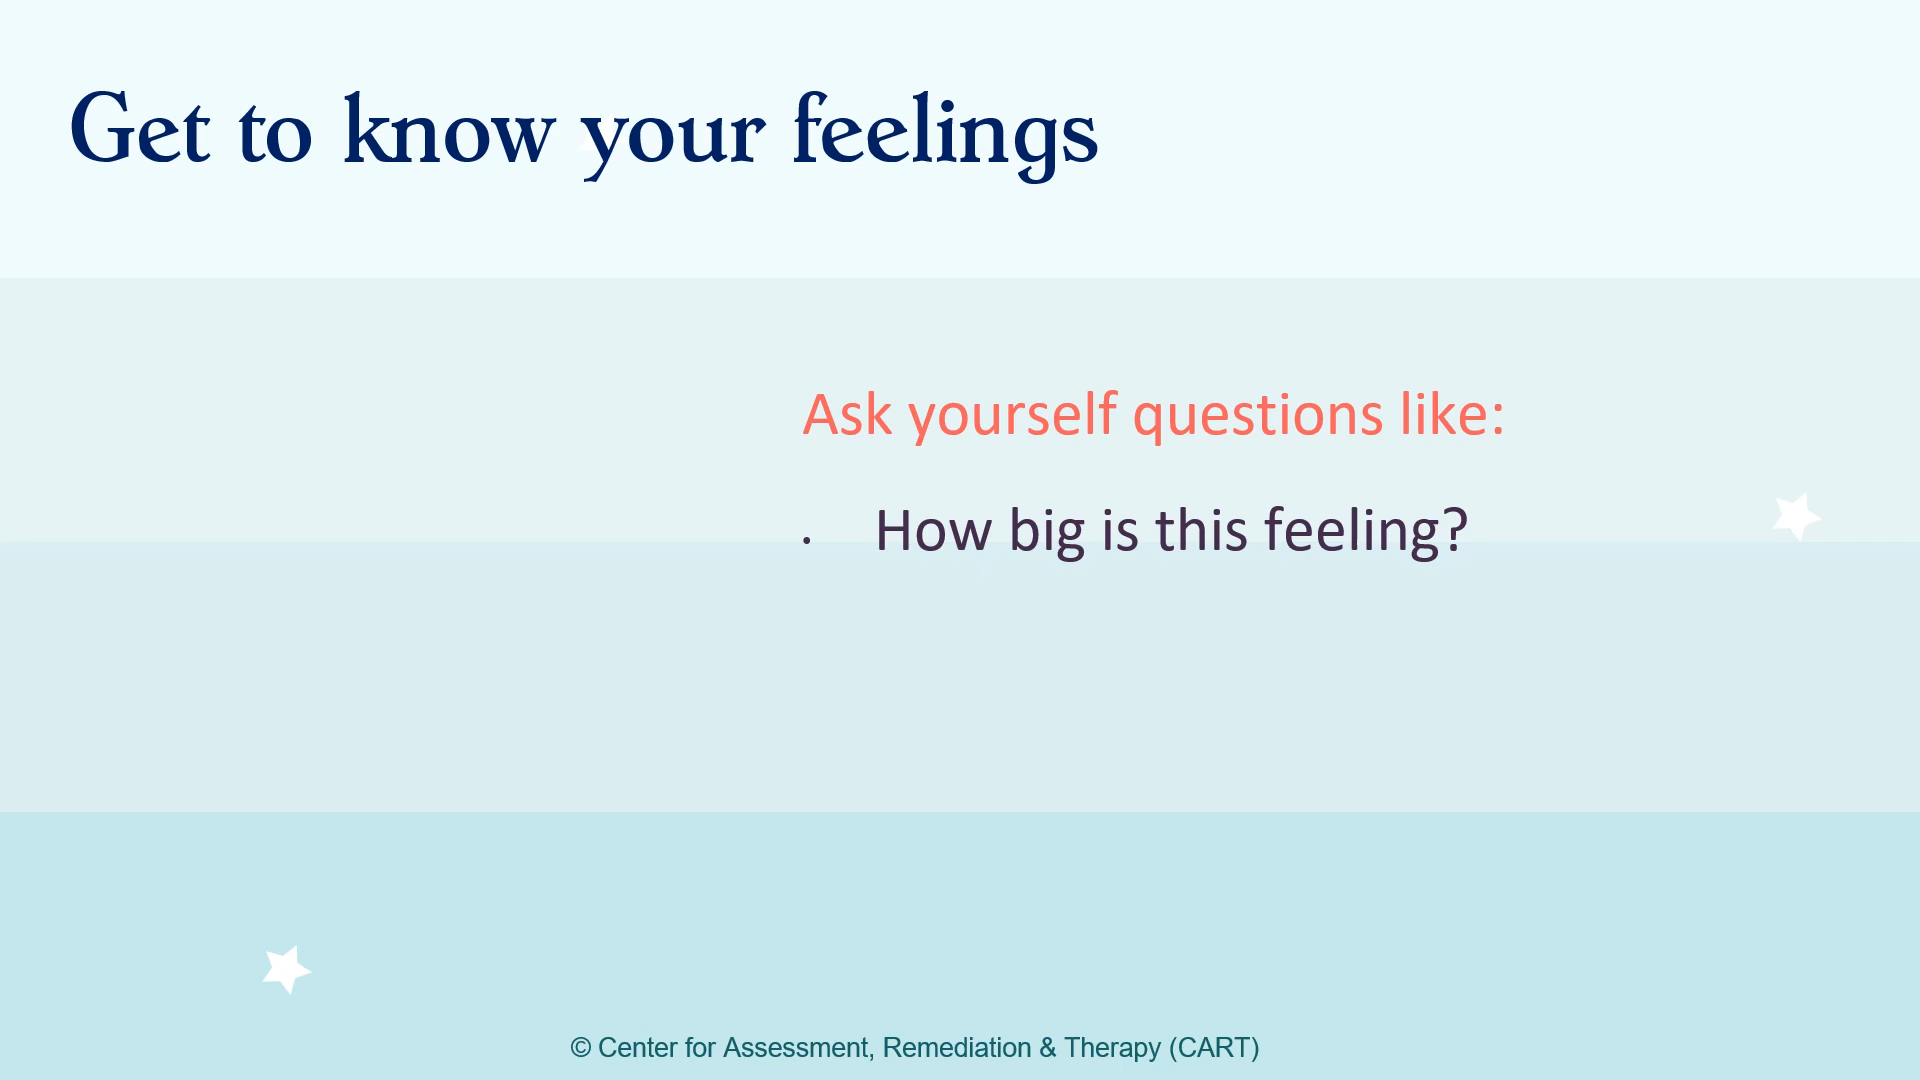 Get to know your feelings
Ask yourself questions like:
• How big is this feeling?
© Center for Assessment, Remediation & Therapy (CART)